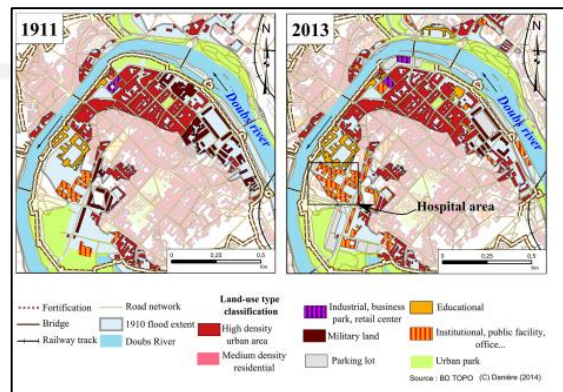 1911
N
Doubs river
0
0,25
0,5
km
2013
N
Doubs river
Hospital area
0
0,25
0,5
km
Fortification
Bridge
Railway track
Road network
1910 flood extent
Doubs River
Land-use type
classification
High density
urban area
Medium density
residential
Industrial, business
park, retail center
Military land
Parking lot
Educational
Institutional, public facility,
office...
Urban park
Source : BD TOPO (C) Danière (2014)